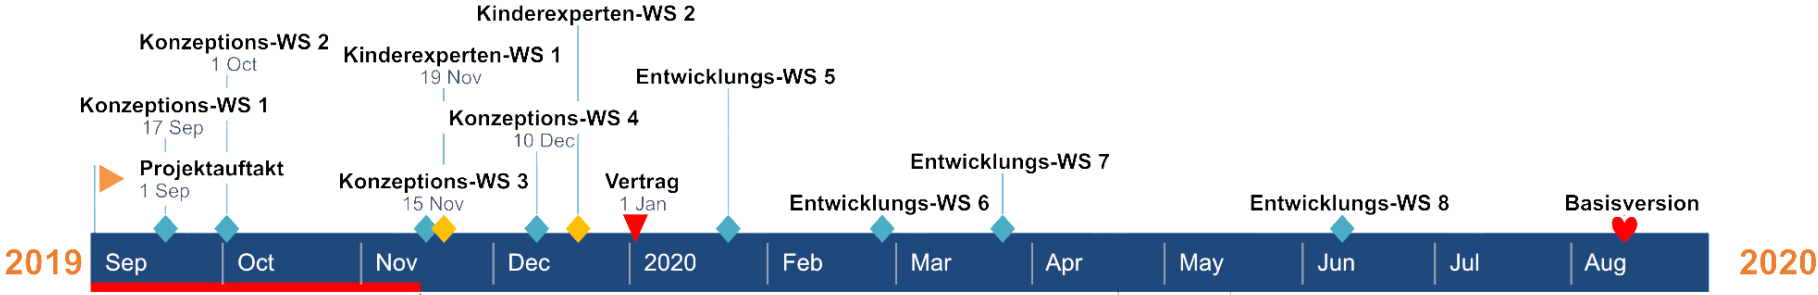 Kinderexperten-WS 2
Konzeptions-WS 2
1 Oct
Kinderexperten-WS 1
19 Nov
Entwicklungs-WS 5
Konzeptions-WS 1
17 Sep
Konzeptions-WS 4
10 Dec
Projektauftakt
1 Sep
Konzeptions-WS 3
15 Nov
Vertrag
1 Jan
Entwicklungs-WS 7
Entwicklungs-WS 6
Entwicklungs-WS 8
Basisversion
2019 Sep Oct Nov Dec 2020 Feb Mar Apr May Jun Jul Aug 2020